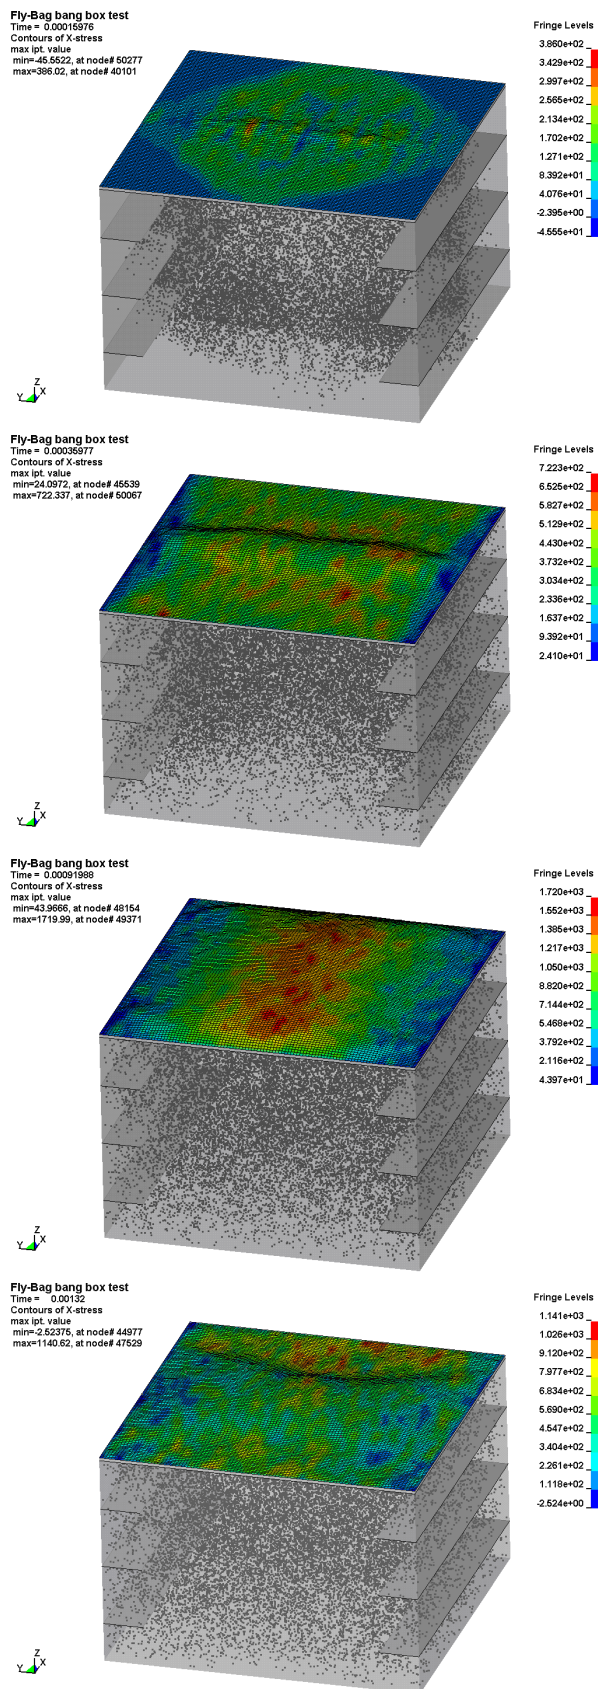 Fly-Bag bang box test
Time = 0.00015976
Contours of X-stress
max ipt. value
min=-45.5522, at node# 50277
max=386.02, at node# 40101
Fringe Levels
3.860e+02
3.429e+02
2.997e+02
2.565e+02
2.134e+02
1.702e+02
1.271e+02
8.392e+01
4.076e+01
-2.395e+00
-4.555e+01
Z
Y
X
Fly-Bag bang box test
Time = 0.00035977
Contours of X-stress
max ipt. value
min=24.0972, at node# 45539
max=722.337, at node# 50067
Fringe Levels
7.223e+02
6.525e+02
5.827e+02
5.129e+02
4.430e+02
3.732e+02
3.034e+02
2.336e+02
1.637e+02
9.392e+01
2.410e+01
Z
Y
X
Fly-Bag bang box test
Time = 0.00091988
Contours of X-stress
max ipt. value
min=43.9666, at node# 48154
max=1719.99, at node# 49371
Fringe Levels
1.720e+03
1.552e+03
1.385e+03
1.217e+03
1.050e+03
8.820e+02
7.144e+02
5.468e+02
3.792e+02
2.116e+02
4.397e+01
Z
Y
X
Fly-Bag bang box test
Time = 0.00132
Contours of X-stress
max ipt. value
min=-2.52375, at node# 44977
max=1140.62, at node# 47529
Fringe Levels
1.141e+03
1.026e+03
9.120e+02
7.977e+02
6.834e+02
5.690e+02
4.547e+02
3.404e+02
2.261e+02
1.118e+02
-2.524e+00
Z
Y
X